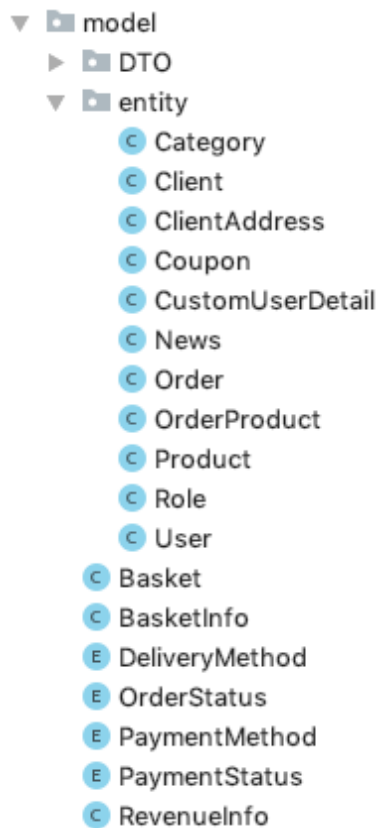 model
DTO
entity
C Category
C Client
C ClientAddress
C Coupon
C CustomUserDetail
C News
C Order
C OrderProduct
C Product
C Role
C User
C Basket
C BasketInfo
E DeliveryMethod
E OrderStatus
E PaymentMethod
E PaymentStatus
C RevenueInfo